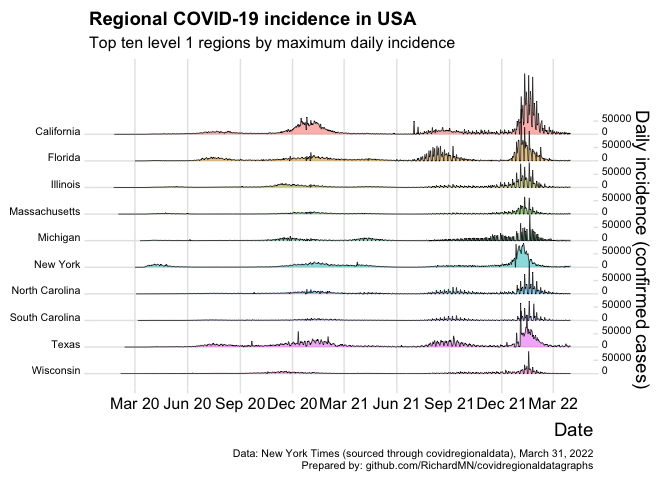 Regional COVID-19 incidence in USA
Top ten level 1 regions by maximum daily incidence
California
Florida
Illinois
Massachusetts
Michigan
New York
North Carolina
South Carolina
Texas
Wisconsin
50000
0
50000
0
50000
0
50000
0
50000
0
50000
0
50000
0
50000
0
50000
0
50000
0
Daily incidence (confirmed cases)
Mar 20 Jun 20 Sep 20 Dec 20 Mar 21 Jun 21 Sep 21 Dec 21 Mar 22
Date
Data: New York Times (sourced through covidregionaldata), March 31, 2022
Prepared by: github.com/RichardMN/covidregionaldatagraphs